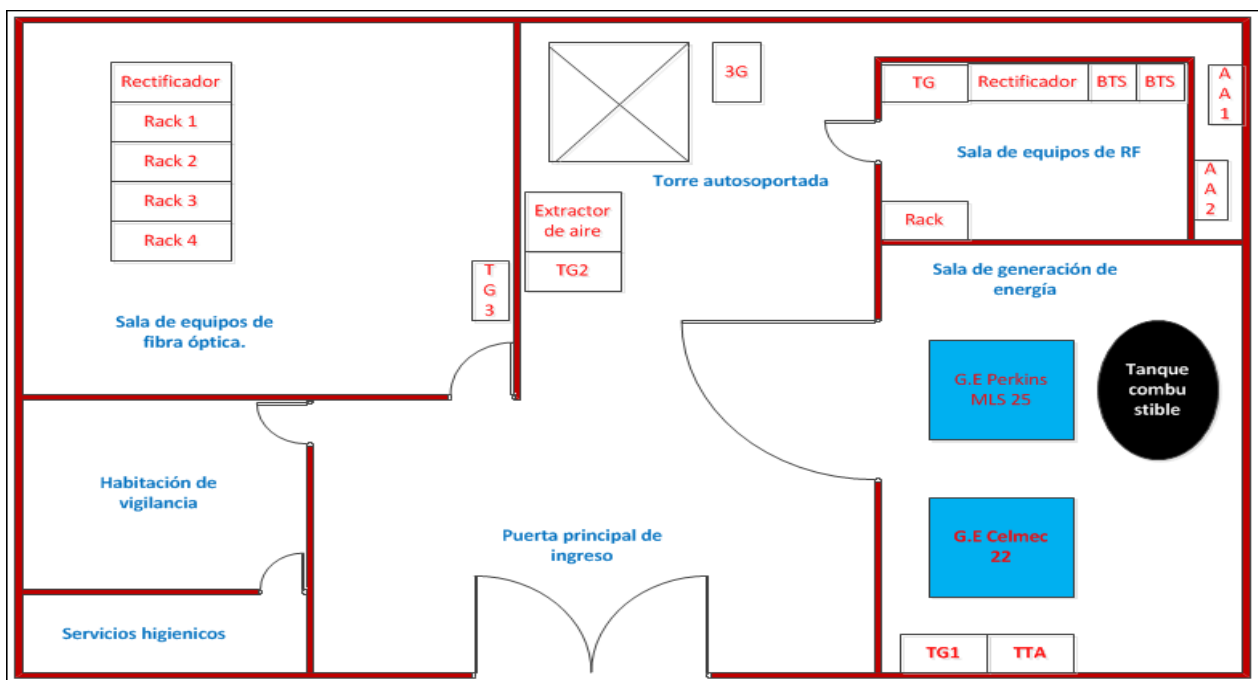 Rectificador
Rack 1
Rack 2
Rack 3
Rack 4
T
G
3
Sala de equipos de
fibra óptica.
3G
Torre autosoportada
Extractor
de aire
TG2
TG
Rectificador
BTS
BTS
Sala de equipos de RF
Rack
A
A
1
A
A
2
Sala de generación de
energía
G.E Perkins
MLS 25
Tanque
combu
stible
G.E Celmec
22
TG1
TTA
Habitación de
vigilancia
Servicios higienicos
Puerta principal de
ingreso